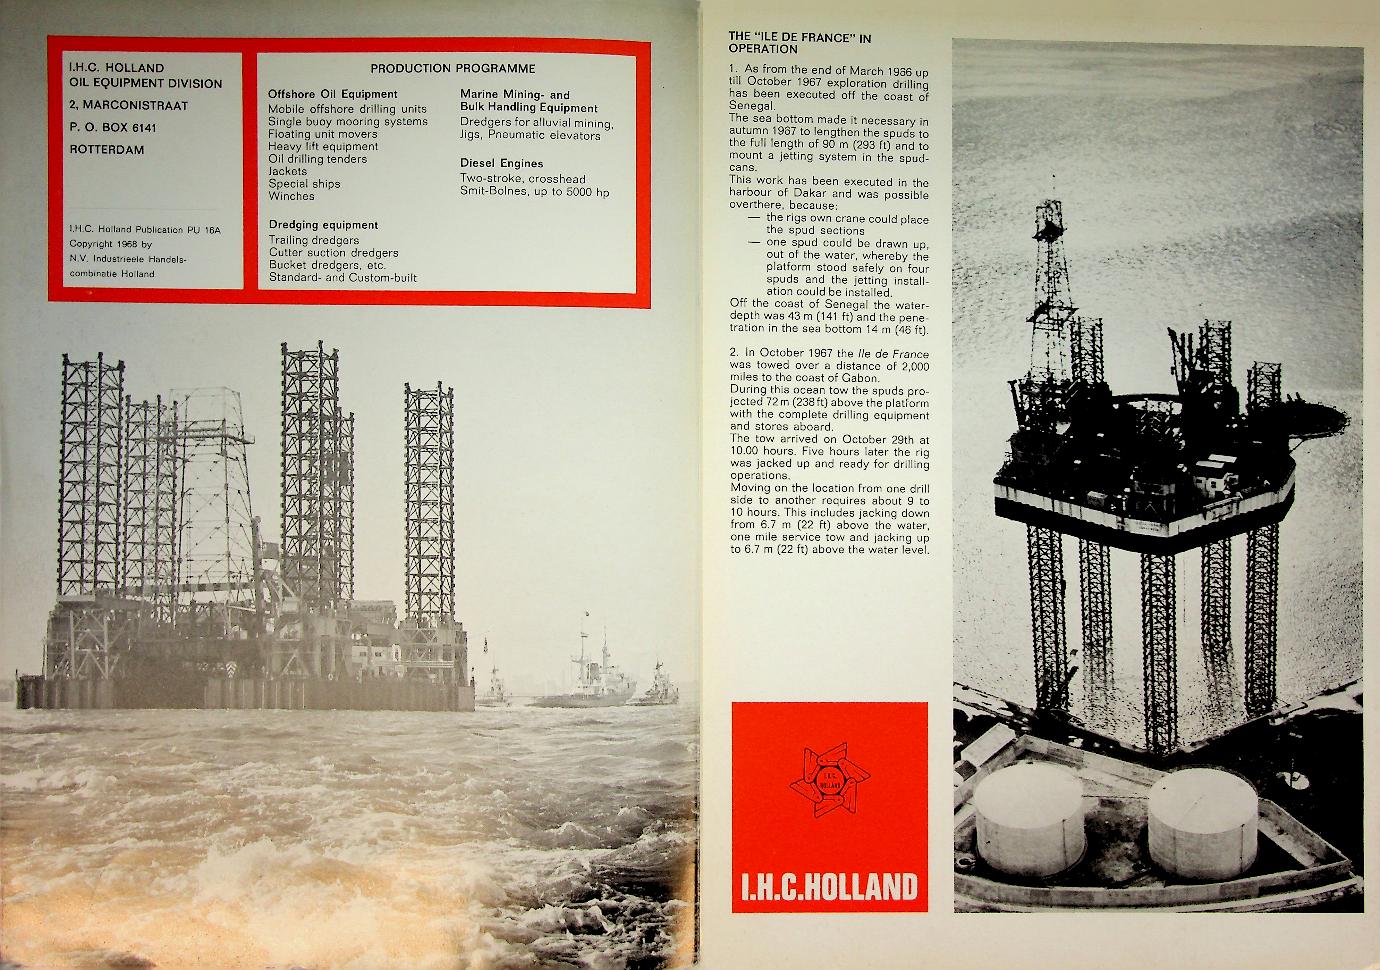 I.H.C. HOLLAND
OIL EQUIPMENT DIVISION
2, MARCONISTRAAT
P. O. BOX 6141
ROTTERDAM
I.H.C. Holland Publication PU 16A
Copyright 1968 by
N.V. Industrieele Handels-
combinatie Holland
PRODUCTION PROGRAMME
Offshore Oil Equipment
Mobile offshore drilling units
Single buoy mooring systems
Floating unit movers
Heavy lift equipment
Oil drilling tenders
Jackets
Special ships
Winches
Dredging equipment
Trailing dredgers
Cutter suction dredgers
Bucket dredgers, etc.
Standard- and Custom-built
Marine Mining- and
Bulk Handling Equipment
Dredgers for alluvial mining,
Jigs, Pneumatic elevators
Diesel Engines
Two-stroke, crosshead
Smit-Bolnes, up to 5000 hp
THE "ILE DE FRANCE" IN
OPERATION
1. As from the end of March 1966 up
till October 1967 exploration drilling
has been executed off the coast of
Senegal.
The sea bottom made it necessary in
autumn 1967 to lengthen the spuds to
the full length of 90 m (293 ft) and to
mount a jetting system in the spud-
cans.
This work has been executed in the
harbour of Dakar and was possible
overthere, because:
— the rigs own crane could place
the spud sections
— one spud could be drawn up,
out of the water, whereby the
platform stood safely on four
spuds and the jetting install-
ation could be installed.
Off the coast of Senegal the water-
depth was 43 m (141 ft) and the pene-
tration in the sea bottom 14 m (46 ft).
2. In October 1967 the Ile de France
was towed over a distance of 2,000
miles to the coast of Gabon.
During this ocean tow the spuds pro-
jected 72 m (238 ft) above the platform
with the complete drilling equipment
and stores aboard.
The tow arrived on October 29th at
10.00 hours. Five hours later the rig
was jacked up and ready for drilling
operations.
Moving on the location from one drill
side to another requires about 9 to
10 hours. This includes jacking down
from 6.7 m (22 ft) above the water,
one mile service tow and jacking up
to 6.7 m (22 ft) above the water level.
I.H.C.
HOLLAND
I.H.C.HOLLAND